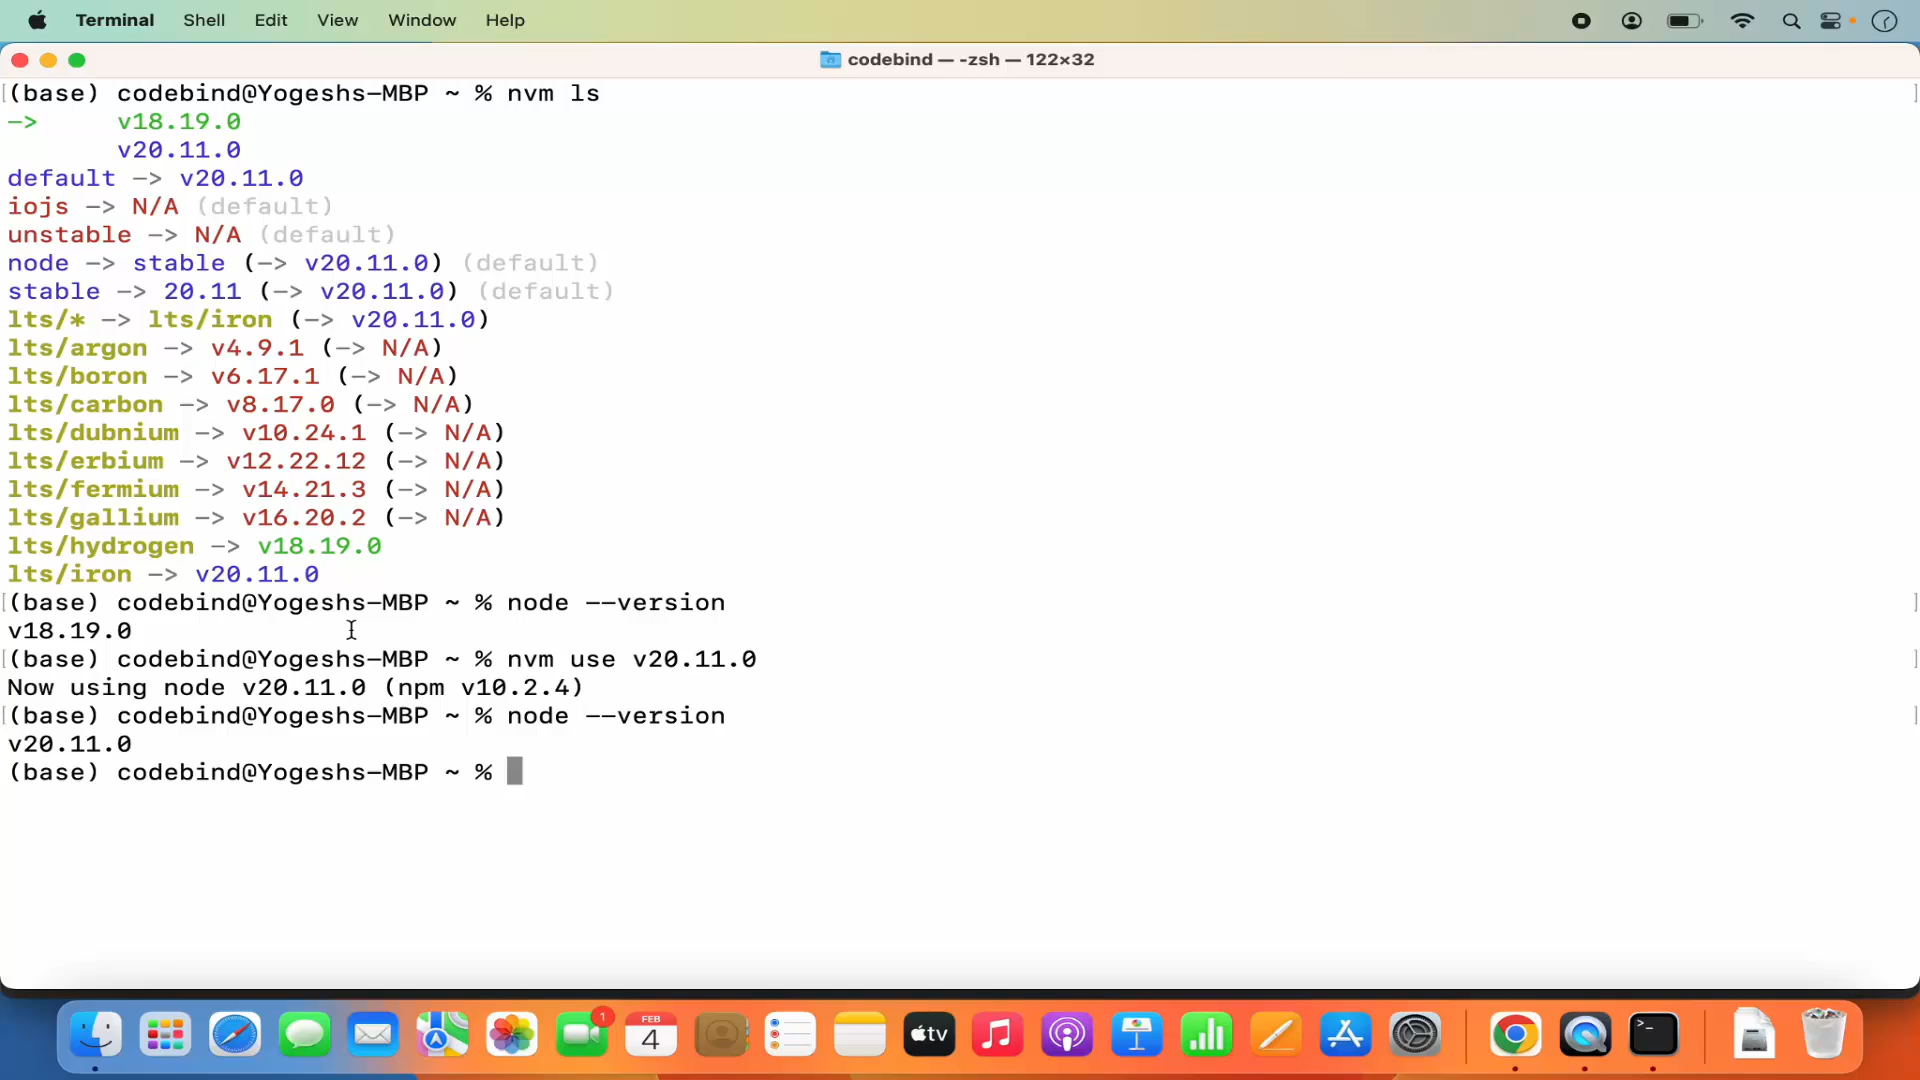 Terminal Shell Edit View Window Help
codebind — -zsh — 122×32
(base) codebind@Yogeshs-MBP ~ % nvm ls
-> v18.19.0
v20.11.0
default -> v20.11.0
iojs -> N/A (default)
unstable -> N/A (default)
node -> stable (-> v20.11.0) (default)
stable -> 20.11 (-> v20.11.0) (default)
lts/* -> lts/iron (-> v20.11.0)
lts/argon -> v4.9.1 (-> N/A)
lts/boron -> v6.17.1 (-> N/A)
lts/carbon -> v8.17.0 (-> N/A)
lts/dubnium -> v10.24.1 (-> N/A)
lts/erbium -> v12.22.12 (-> N/A)
lts/fermium -> v14.21.3 (-> N/A)
lts/gallium -> v16.20.2 (-> N/A)
lts/hydrogen -> v18.19.0
lts/iron -> v20.11.0
(base) codebind@Yogeshs-MBP ~ % node --version
v18.19.0
(base) codebind@Yogeshs-MBP ~ % nvm use v20.11.0
Now using node v20.11.0 (npm v10.2.4)
(base) codebind@Yogeshs-MBP ~ % node --version
v20.11.0
(base) codebind@Yogeshs-MBP ~ %
1
FEB
4
tv
>_